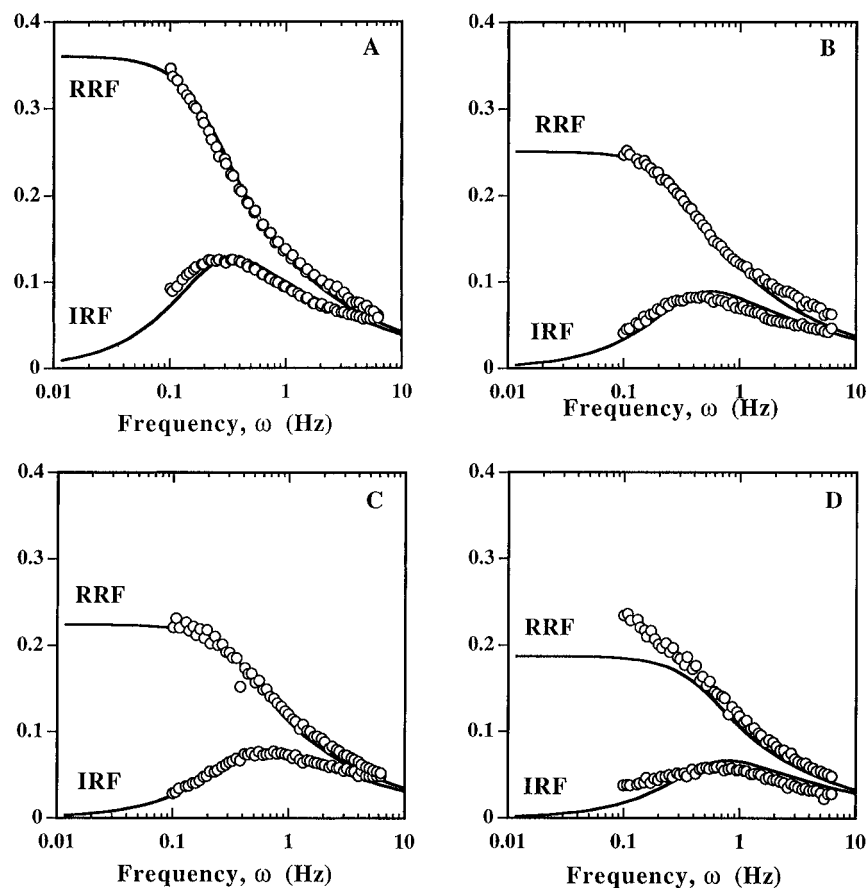 0.4
A
RRF
0.3
0.2
0.1
IRF
0
0.01
0.1
1
10
Frequency, ω (Hz)
0.4
B
0.3
RRF
0.2
0.1
IRF
0
0.01
0.1
1
10
Frequency, ω (Hz)
0.4
C
0.3
RRF
0.2
0.1
IRF
0
0.01
0.1
1
10
Frequency, ω (Hz)
0.4
D
0.3
RRF
0.2
0.1
IRF
0
0.01
0.1
1
10
Frequency, ω (Hz)